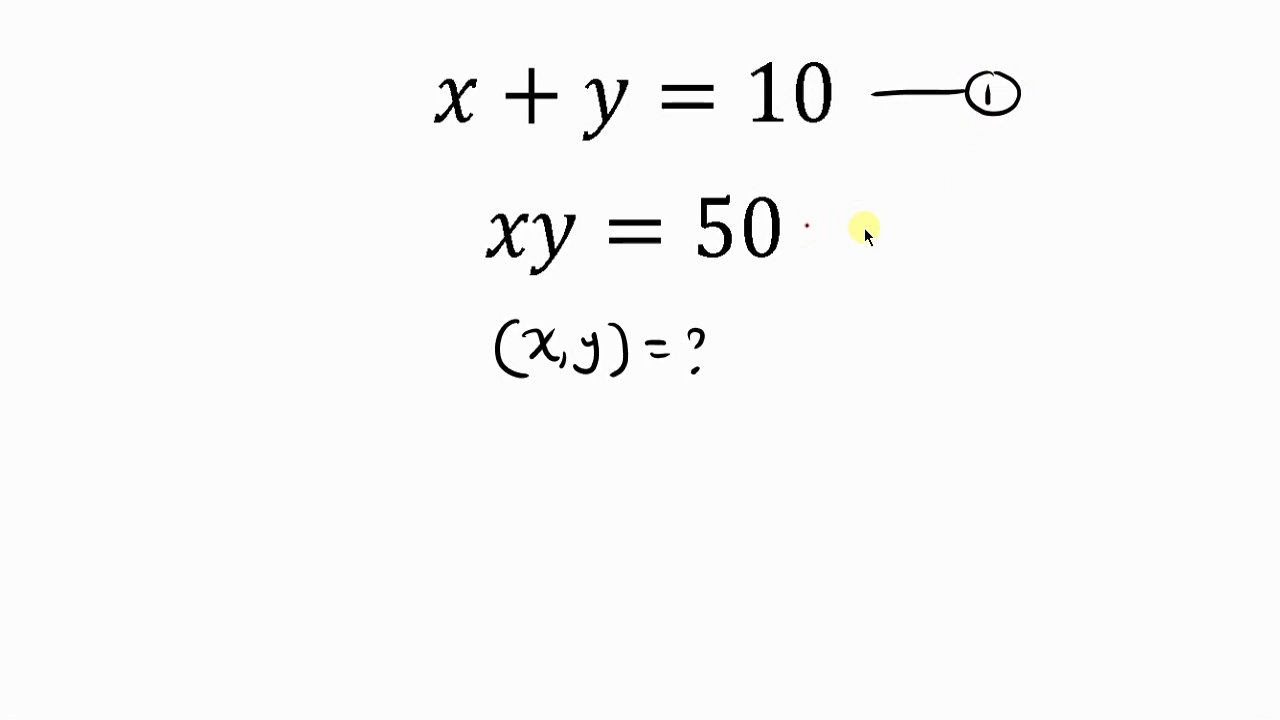 x + y = 10 —①
xy = 50
(x,y) = ?